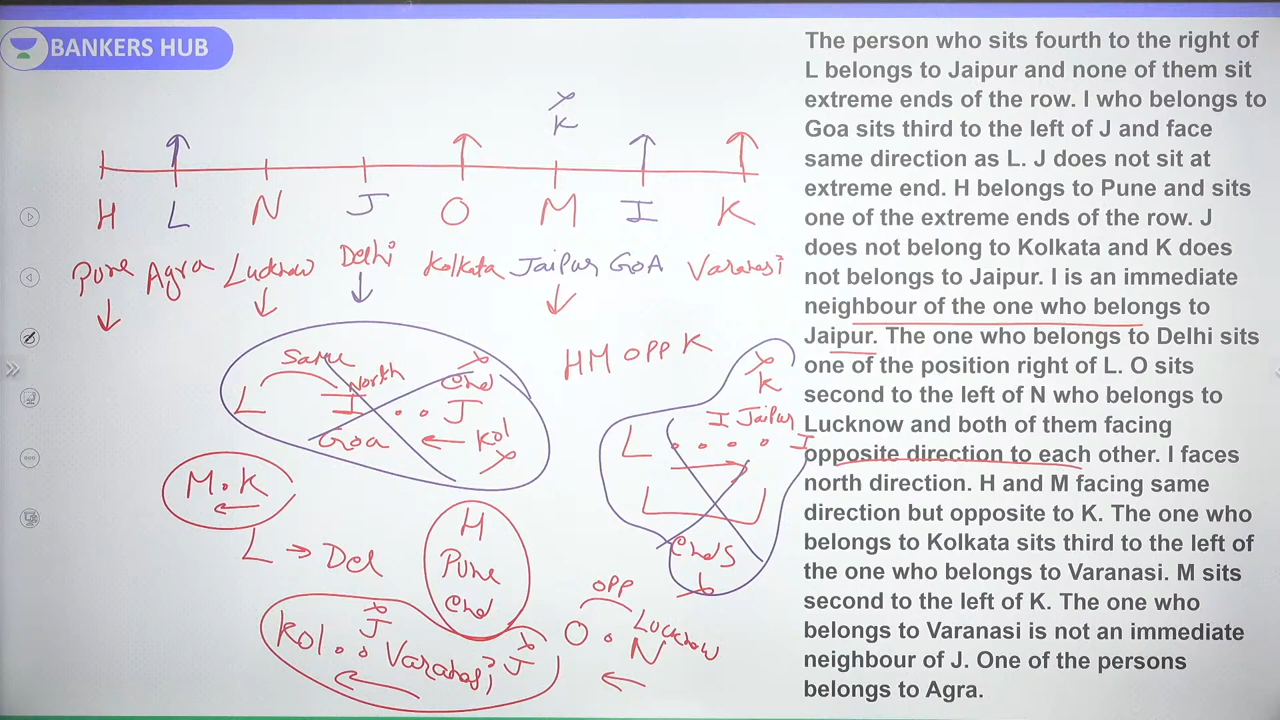 BANKERS HUB
x
K
H L N J O M I K
Pune Agra Lucknow Delhi Kolkata Jaipur GOA Varanasi
HM OPP K
Same
North
x
End
L I . . J
Goa
Kol
x
x
K
I Jaipur
L . . . . I
Ends
x
M . K
L → Del
H
Pune
End
x
J
Kol . . Varanasi
x
J
opp
O . N
Lucknow
The person who sits fourth to the right of
L belongs to Jaipur and none of them sit
extreme ends of the row. I who belongs to
Goa sits third to the left of J and face
same direction as L. J does not sit at
extreme end. H belongs to Pune and sits
one of the extreme ends of the row. J
does not belong to Kolkata and K does
not belongs to Jaipur. I is an immediate
neighbour of the one who belongs to
Jaipur. The one who belongs to Delhi sits
one of the position right of L. O sits
second to the left of N who belongs to
Lucknow and both of them facing
opposite direction to each other. I faces
north direction. H and M facing same
direction but opposite to K. The one who
belongs to Kolkata sits third to the left of
the one who belongs to Varanasi. M sits
second to the left of K. The one who
belongs to Varanasi is not an immediate
neighbour of J. One of the persons
belongs to Agra.